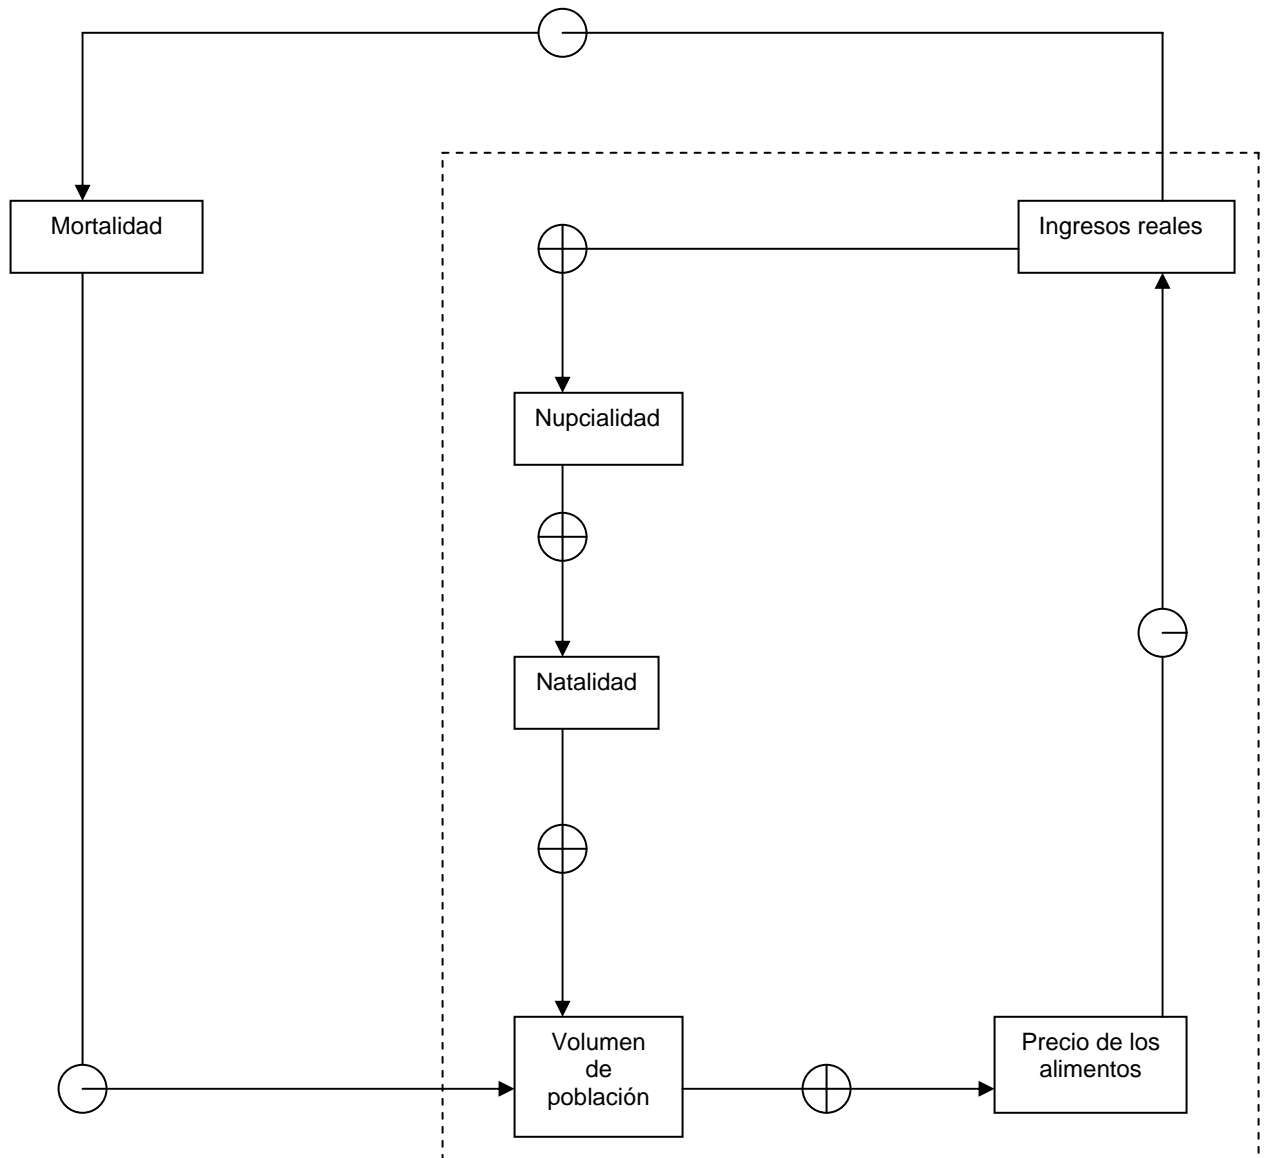 Mortalidad
Ingresos reales
Nupcialidad
Natalidad
Volumen
de
población
Precio de los
alimentos